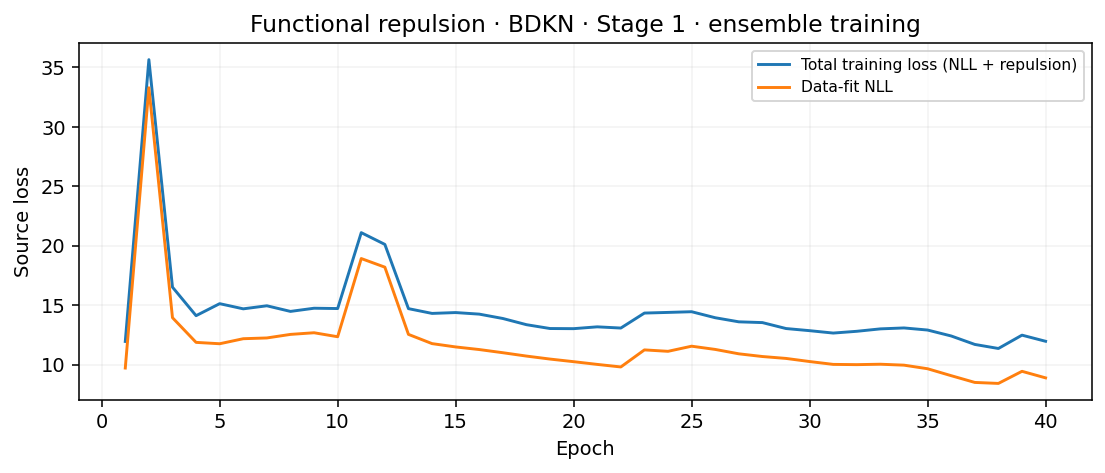 Functional repulsion · BDKN · Stage 1 · ensemble training
Total training loss (NLL + repulsion)
Data-fit NLL
Source loss
35
30
25
20
15
10
0 5 10 15 20 25 30 35 40
Epoch